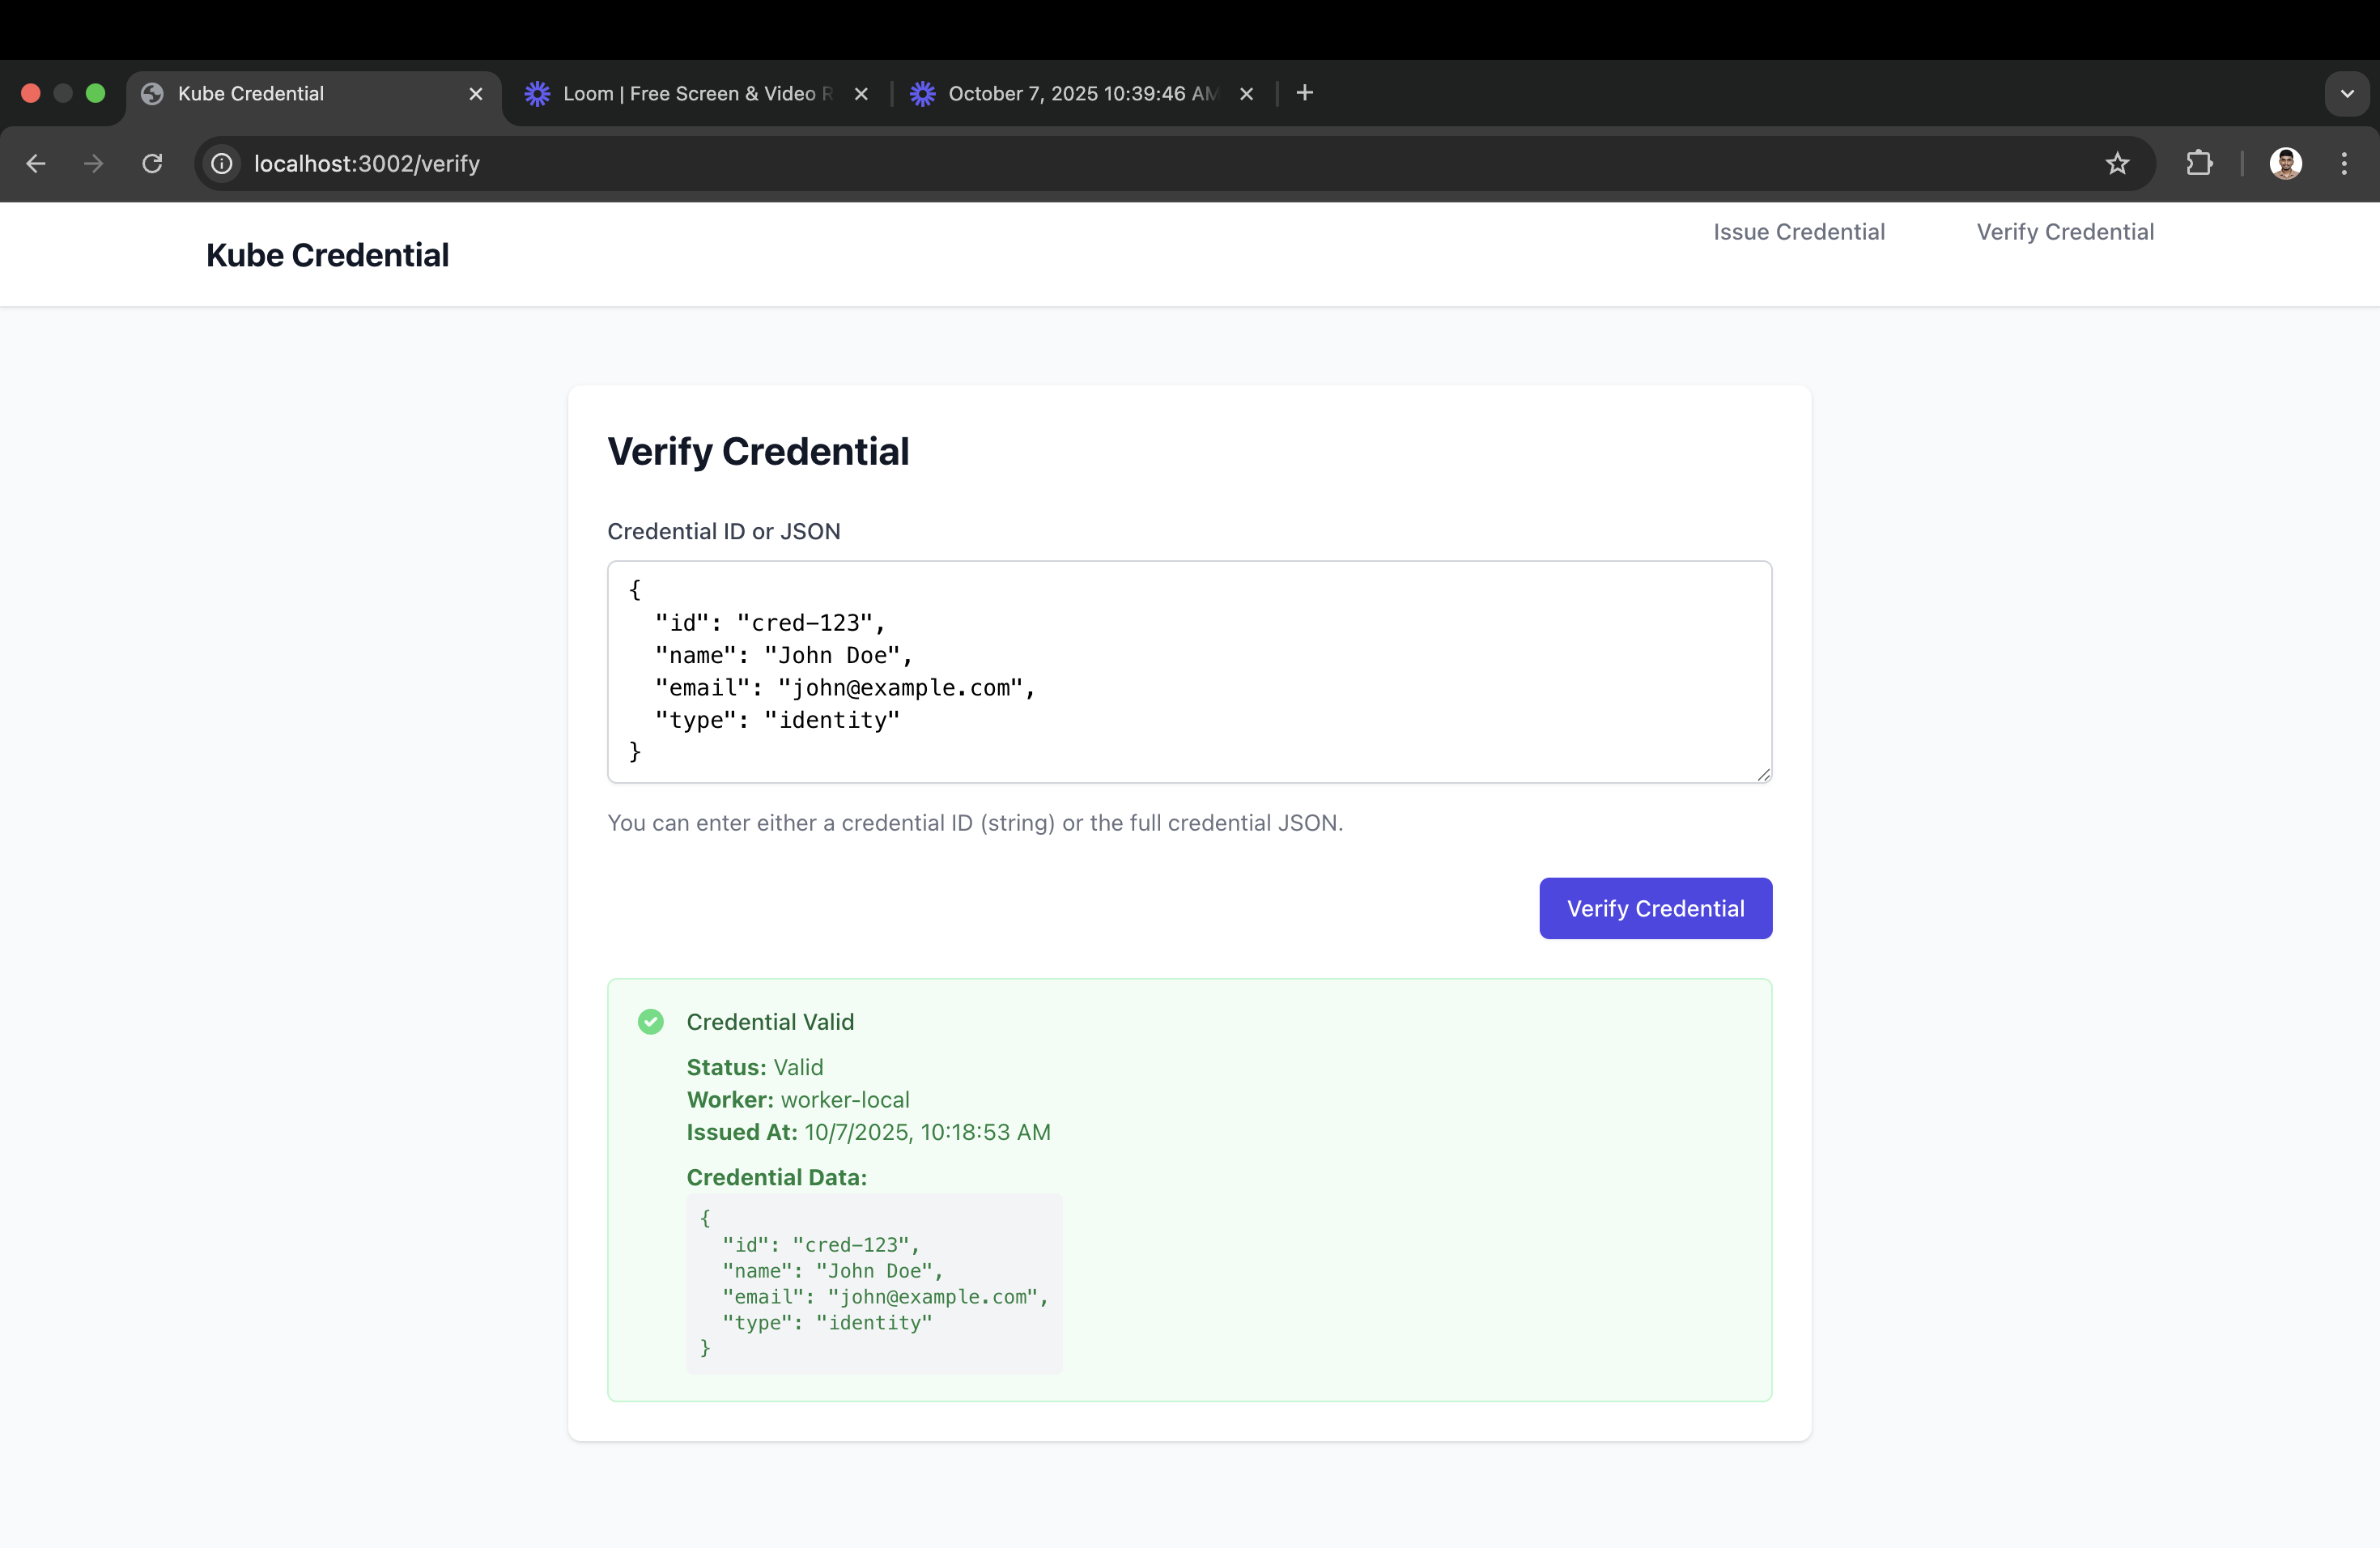 Kube Credential
Loom | Free Screen & Video R
October 7, 2025 10:39:46 AM
localhost:3002/verify
Kube Credential
Issue Credential
Verify Credential
Verify Credential
Credential ID or JSON
{
  "id": "cred-123",
  "name": "John Doe",
  "email": "john@example.com",
  "type": "identity"
}
You can enter either a credential ID (string) or the full credential JSON.
Verify Credential
Credential Valid
Status: Valid
Worker: worker-local
Issued At: 10/7/2025, 10:18:53 AM
Credential Data:
{
  "id": "cred-123",
  "name": "John Doe",
  "email": "john@example.com",
  "type": "identity"
}